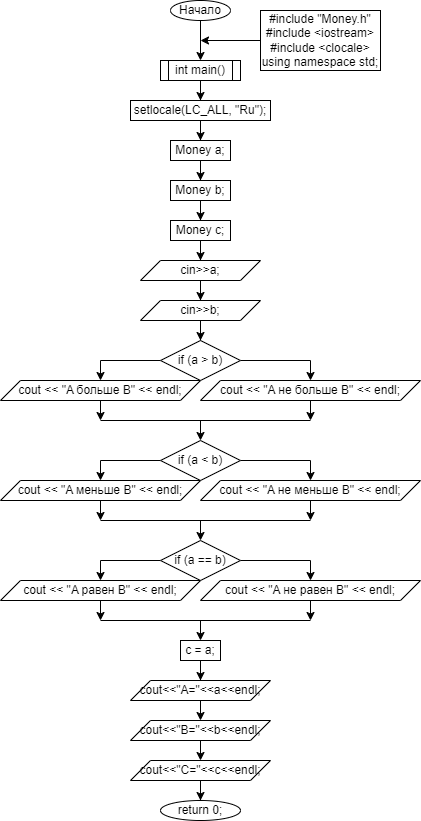 Начало
#include "Money.h"
#include <iostream>
#include <clocale>
using namespace std;
int main()
setlocale(LC_ALL, "Ru");
Money a;
Money b;
Money c;
cin>>a;
cin>>b;
if (a > b)
cout << "A больше B" << endl;
cout << "A не больше B" << endl;
if (a < b)
cout << "A меньше B" << endl;
cout << "A не меньше B" << endl;
if (a == b)
cout << "A равен B" << endl;
cout << "A не равен B" << endl;
c = a;
cout<<"A="<<a<<endl;
cout<<"B="<<b<<endl;
cout<<"C="<<c<<endl;
return 0;